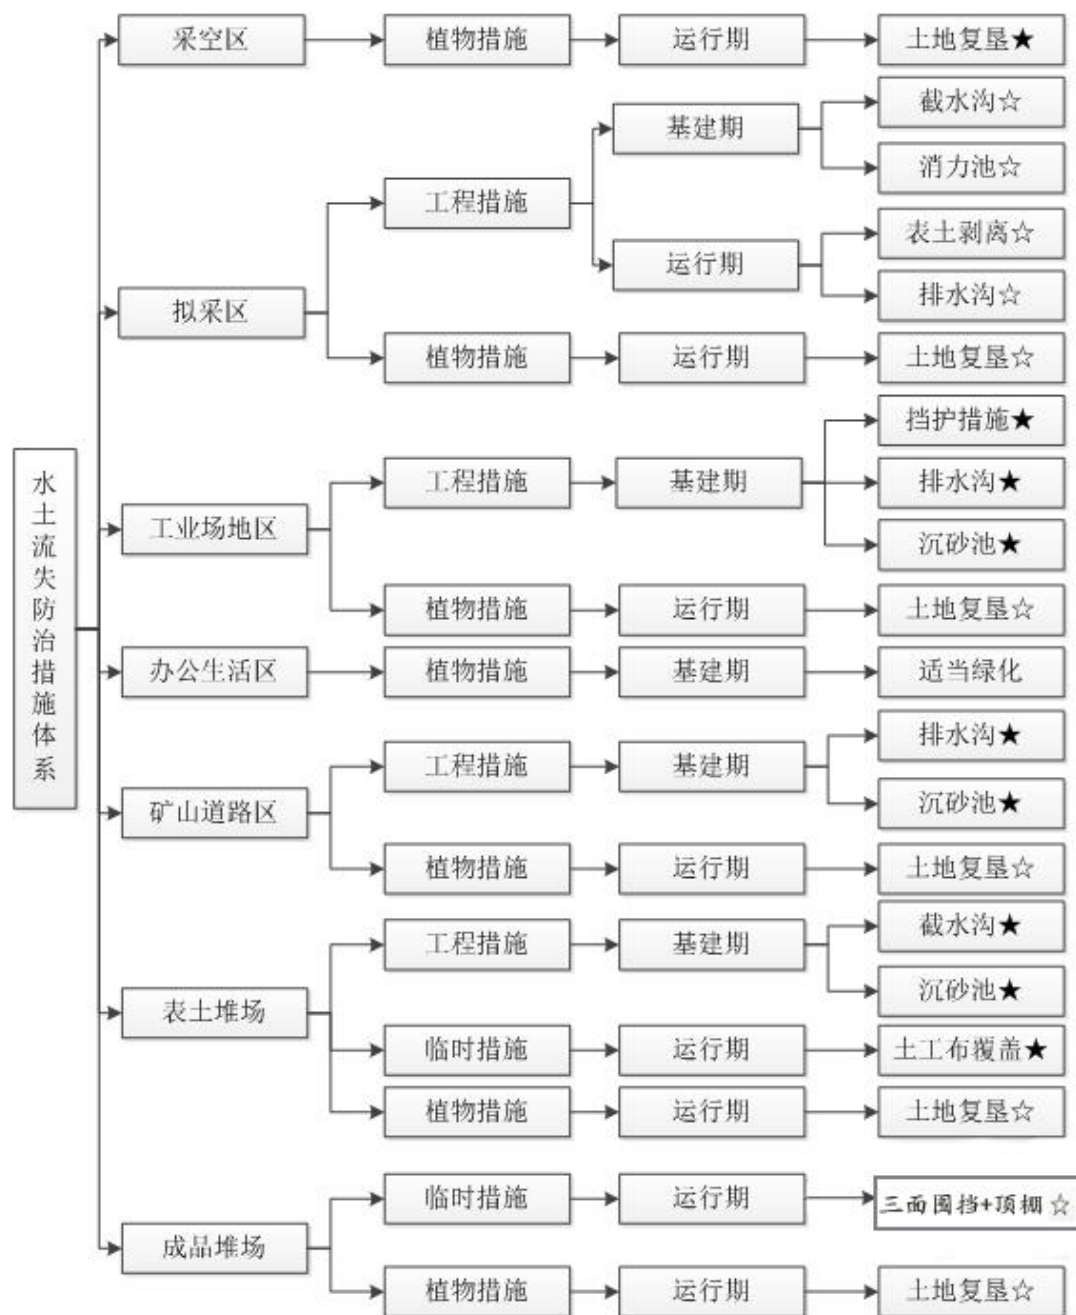 水土流失防治措施体系
采空区
植物措施
运行期
土地复垦★
拟采区
工程措施
基建期
截水沟☆
消力池☆
运行期
表土剥离☆
排水沟☆
植物措施
运行期
土地复垦☆
工业场地区
工程措施
基建期
挡护措施★
排水沟★
沉砂池★
植物措施
运行期
土地复垦☆
办公生活区
植物措施
基建期
适当绿化
矿山道路区
工程措施
基建期
排水沟★
沉砂池★
植物措施
运行期
土地复垦☆
表土堆场
工程措施
基建期
截水沟★
沉砂池★
临时措施
运行期
土工布覆盖★
植物措施
运行期
土地复垦☆
成品堆场
临时措施
运行期
三面围挡+顶棚☆
植物措施
运行期
土地复垦☆